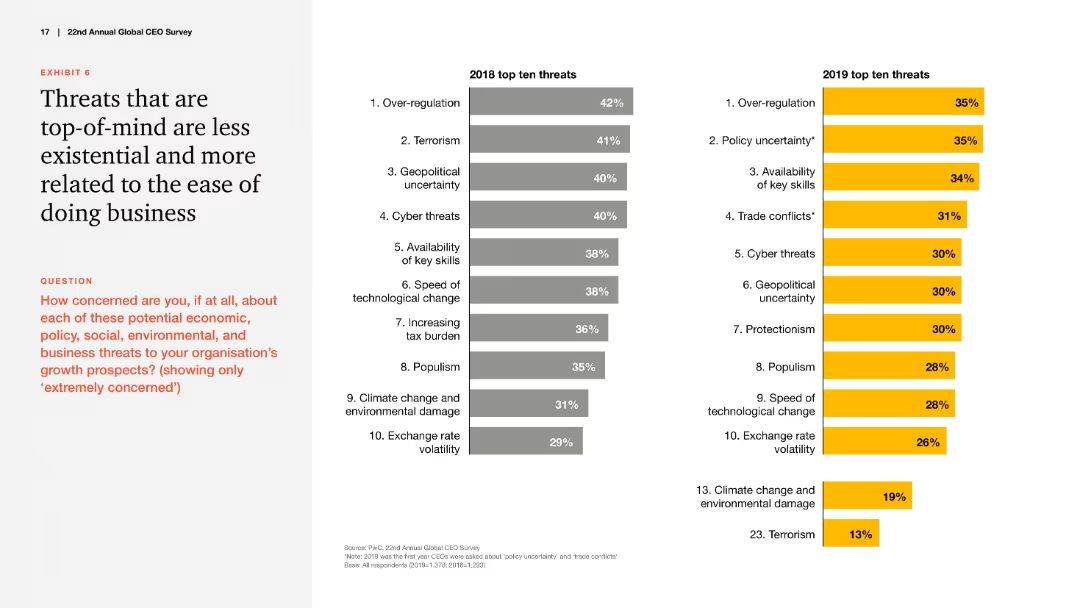 17 | 22nd Annual Global CEO Survey
EXHIBIT 6
Threats that are
top-of-mind are less
existential and more
related to the ease of
doing business
QUESTION
How concerned are you, if at all, about
each of these potential economic,
policy, social, environmental, and
business threats to your organisation's
growth prospects? (showing only
'extremely concerned')
2018 top ten threats
1. Over-regulation 42%
2. Terrorism 41%
3. Geopolitical
uncertainty 40%
4. Cyber threats 40%
5. Availability
of key skills 38%
6. Speed of
technological change 38%
7. Increasing
tax burden 36%
8. Populism 35%
9. Climate change and
environmental damage 31%
10. Exchange rate
volatility 29%
2019 top ten threats
1. Over-regulation 35%
2. Policy uncertainty* 35%
3. Availability
of key skills 34%
4. Trade conflicts* 31%
5. Cyber threats 30%
6. Geopolitical
uncertainty 30%
7. Protectionism 30%
8. Populism 28%
9. Speed of
technological change 28%
10. Exchange rate
volatility 26%
13. Climate change and
environmental damage 19%
23. Terrorism 13%
Source: PwC, 22nd Annual Global CEO Survey
*Note: 2019 was the first year CEOs were asked about 'policy uncertainty' and 'trade conflicts'
Base: All respondents (2019=1,378; 2018=1,293)